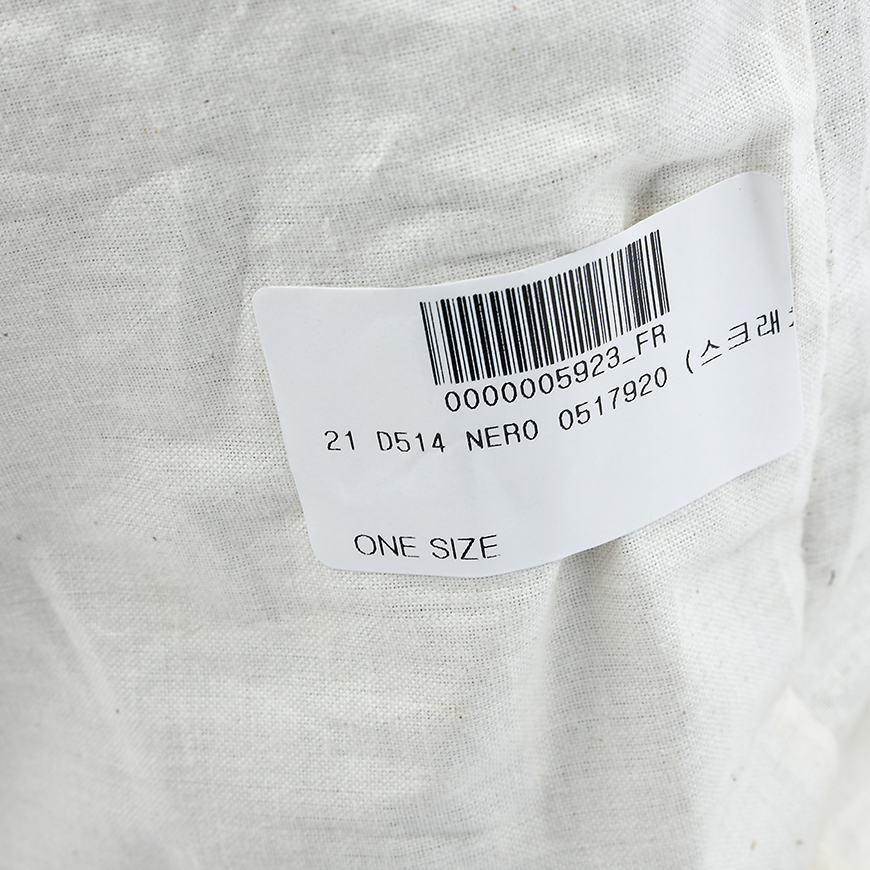 0000005923_FR
21 D514 NERO 0517920 (스크래
ONE SIZE